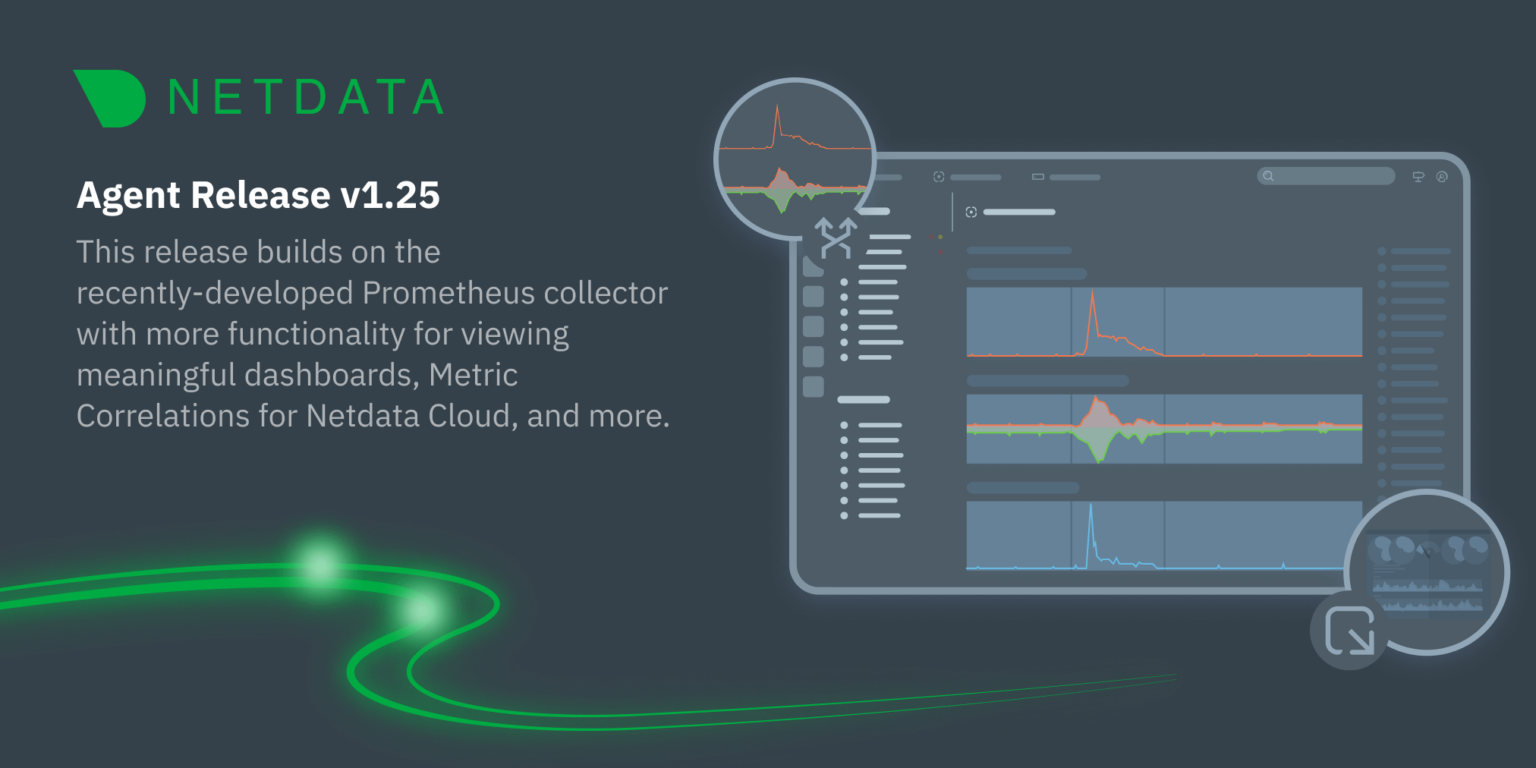 NETDATA
Agent Release v1.25
This release builds on the
recently-developed Prometheus collector
with more functionality for viewing
meaningful dashboards, Metric
Correlations for Netdata Cloud, and more.